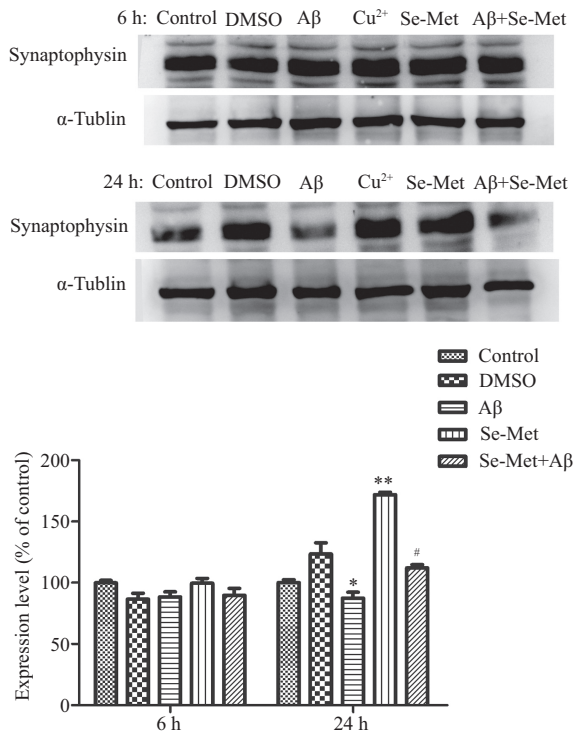 6 h: Control DMSO Aβ Cu²⁺ Se-Met Aβ+Se-Met
Synaptophysin
α-Tublin
24 h: Control DMSO Aβ Cu²⁺ Se-Met Aβ+Se-Met
Synaptophysin
α-Tublin
Control
DMSO
Aβ
Se-Met
Se-Met+Aβ
Expression level (% of control)
200
150
100
50
0
**
*
#
6 h 24 h